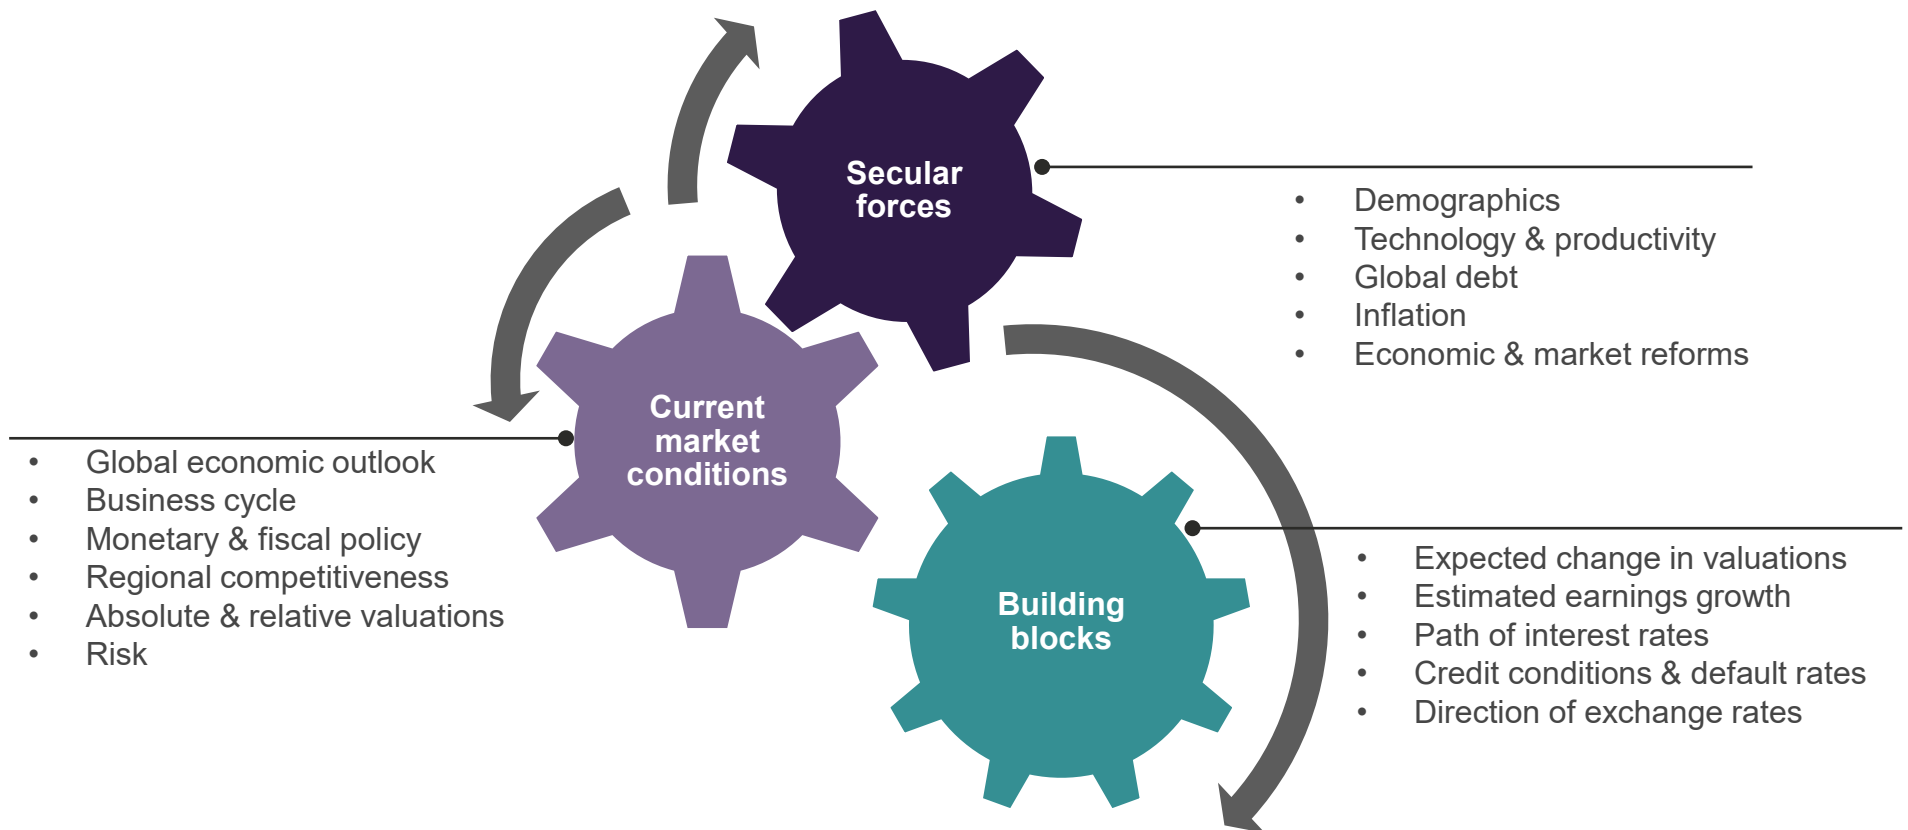 Secular
forces
• Demographics
• Technology & productivity
• Global debt
• Inflation
• Economic & market reforms
Current
market
conditions
• Global economic outlook
• Business cycle
• Monetary & fiscal policy
• Regional competitiveness
• Absolute & relative valuations
• Risk
Building
blocks
• Expected change in valuations
• Estimated earnings growth
• Path of interest rates
• Credit conditions & default rates
• Direction of exchange rates